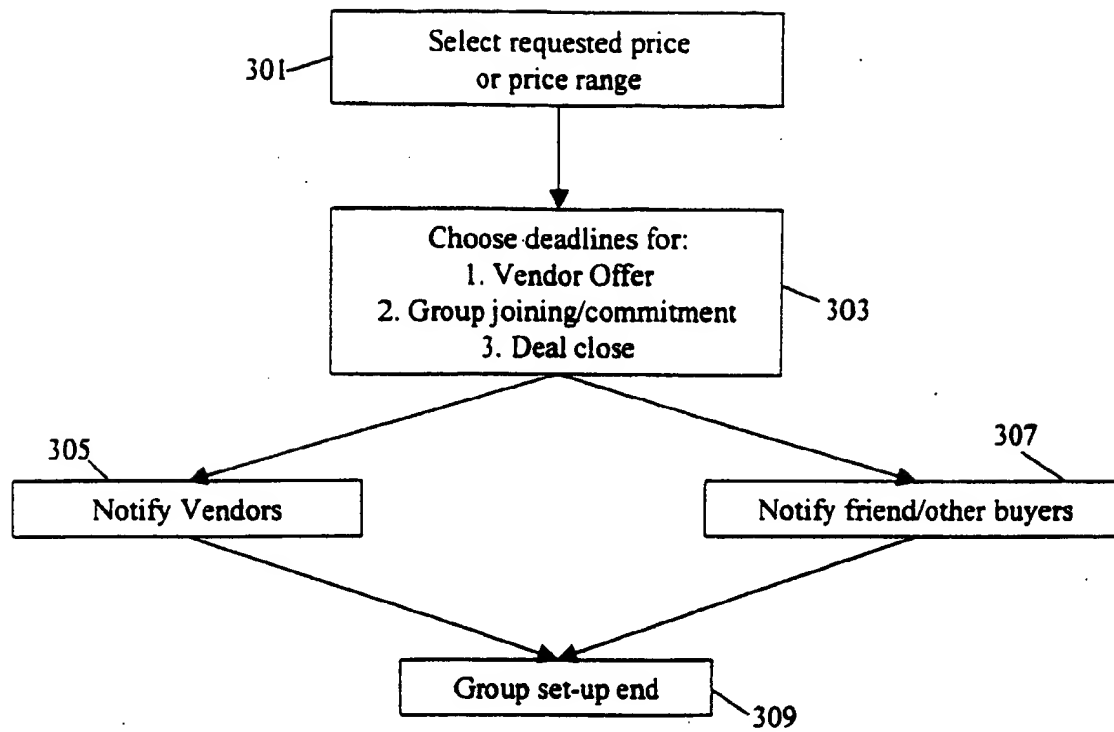 Select requested price
or price range
301
Choose deadlines for:
1. Vendor Offer
2. Group joining/commitment
3. Deal close
303
305
307
Notify Vendors
Notify friend/other buyers
Group set-up end
309